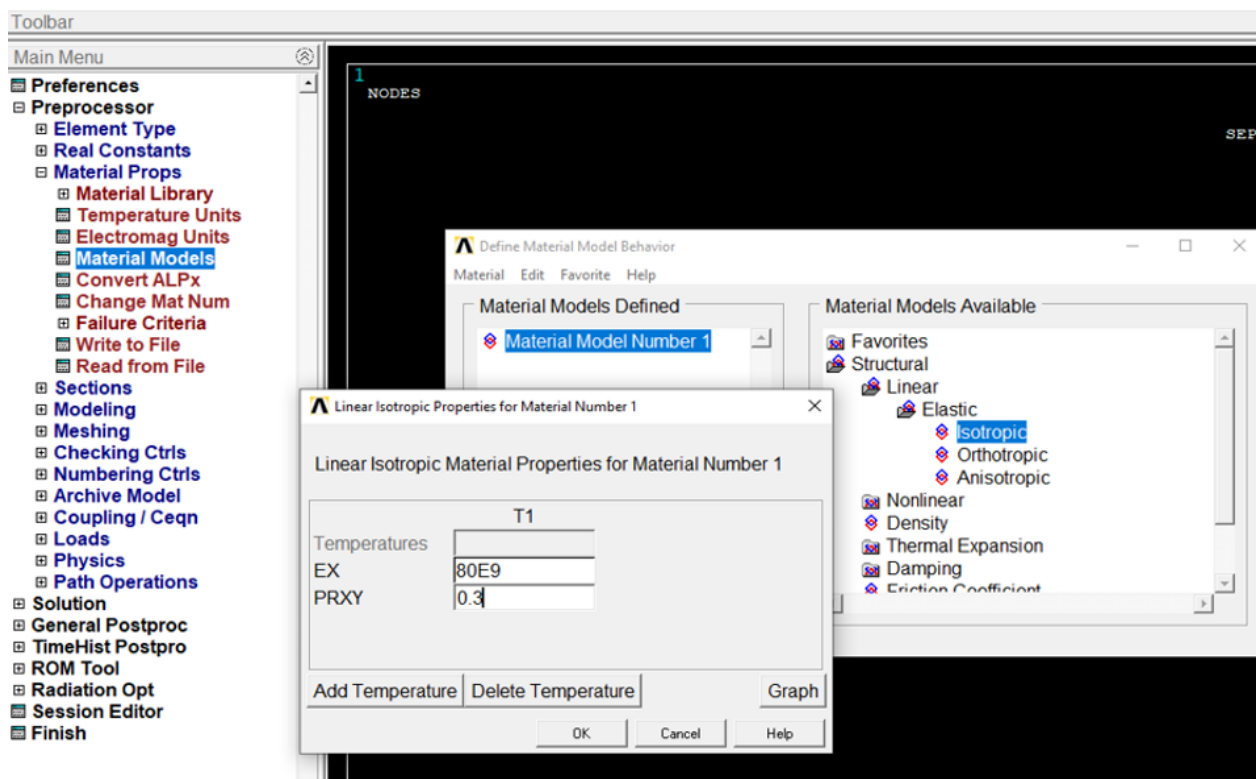 Toolbar
Main Menu
Preferences
Preprocessor
Element Type
Real Constants
Material Props
Material Library
Temperature Units
Electromag Units
Material Models
Convert ALPx
Change Mat Num
Failure Criteria
Write to File
Read from File
Sections
Modeling
Meshing
Checking Ctrls
Numbering Ctrls
Archive Model
Coupling / Ceqn
Loads
Physics
Path Operations
Solution
General Postproc
TimeHist Postpro
ROM Tool
Radiation Opt
Session Editor
Finish
1
NODES
SEP
Define Material Model Behavior
Material Edit Favorite Help
Material Models Defined
Material Model Number 1
Material Models Available
Favorites
Structural
Linear
Elastic
Isotropic
Orthotropic
Anisotropic
Nonlinear
Density
Thermal Expansion
Damping
Friction Coefficient
Linear Isotropic Properties for Material Number 1
Linear Isotropic Material Properties for Material Number 1
T1
Temperatures
EX 80E9
PRXY 0.3
Add Temperature Delete Temperature Graph
OK Cancel Help